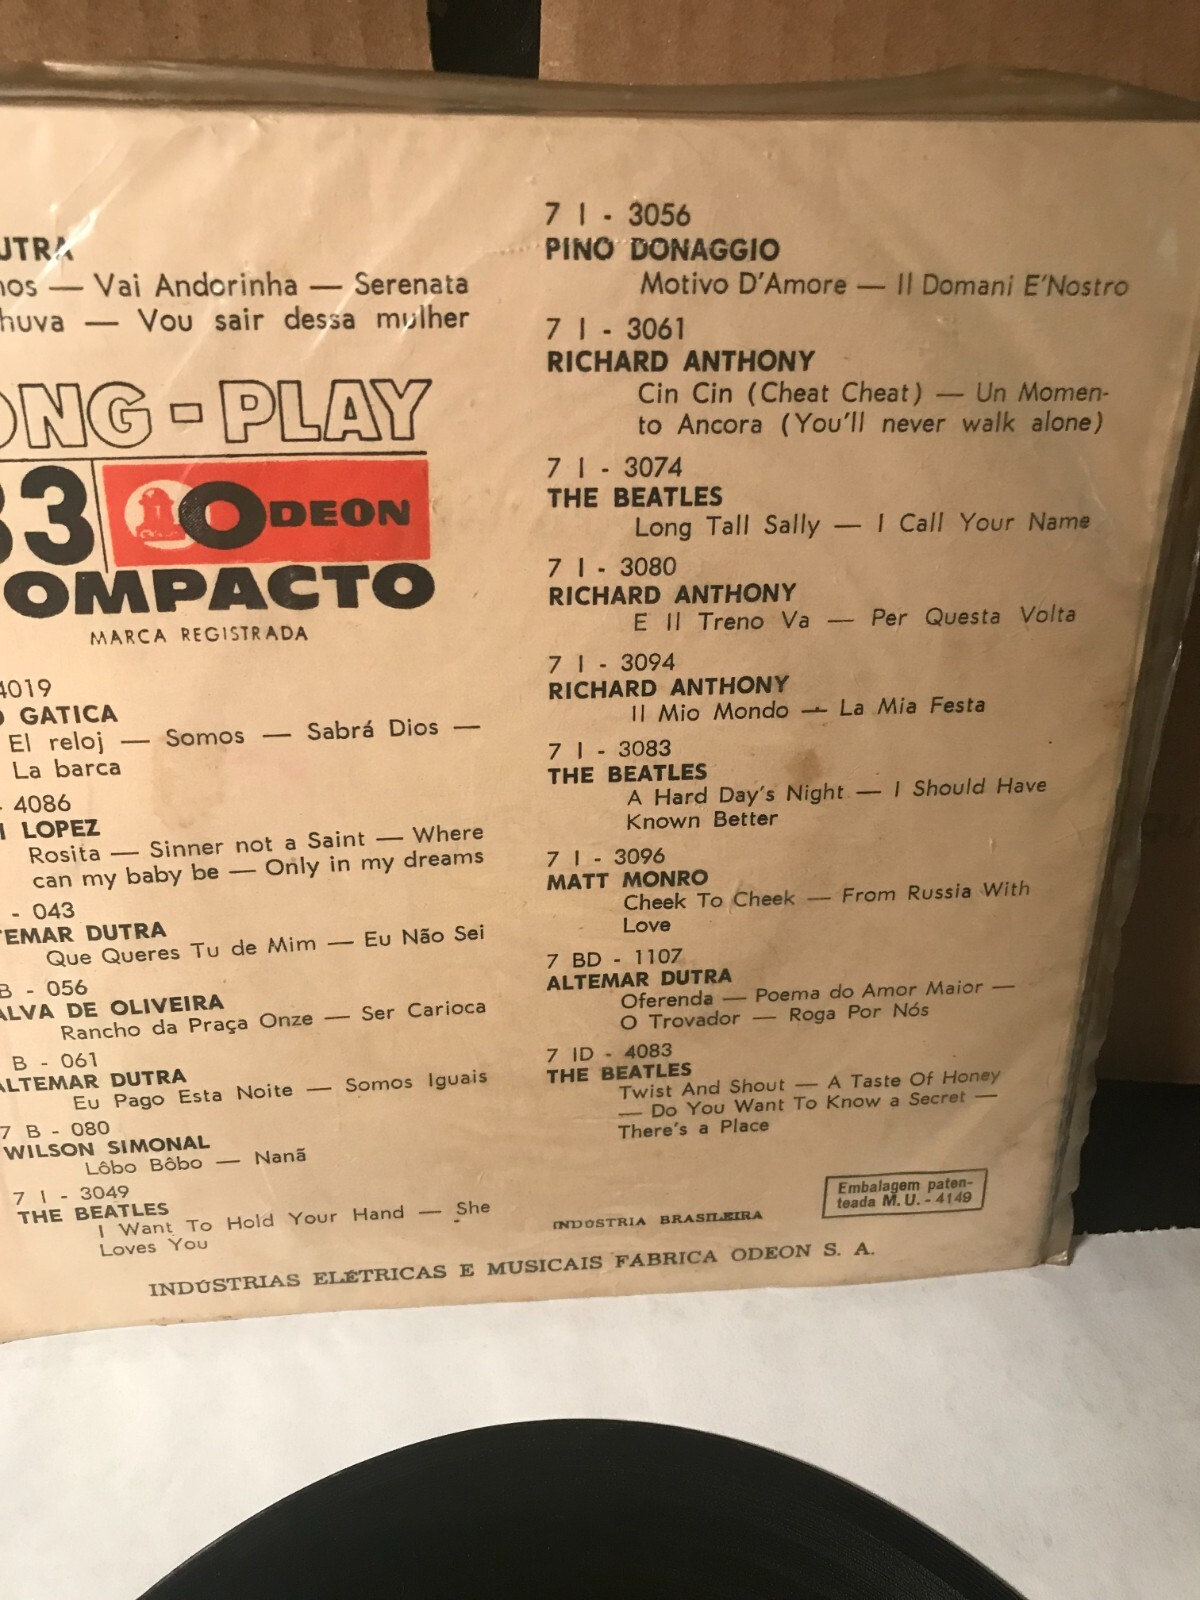 UTRA
nos — Vai Andorinha — Serenata
huva — Vou sair dessa mulher
ONG - PLAY
33 ODEON
OMPACTO
MARCA REGISTRADA
4019
O GATICA
El reloj — Somos — Sabrá Dios —
La barca
- 4086
I LOPEZ
Rosita — Sinner not a Saint — Where
can my baby be — Only in my dreams
- 043
TEMAR DUTRA
Que Queres Tu de Mim — Eu Não Sei
B - 056
ALVA DE OLIVEIRA
Rancho da Praça Onze — Ser Carioca
B - 061
ALTEMAR DUTRA
Eu Pago Esta Noite — Somos Iguais
7 B - 080
WILSON SIMONAL
Lôbo Bôbo — Nanã
7 I - 3049
THE BEATLES
I Want To Hold Your Hand — She
Loves You
7 I - 3056
PINO DONAGGIO
Motivo D'Amore — Il Domani E'Nostro
7 I - 3061
RICHARD ANTHONY
Cin Cin (Cheat Cheat) — Un Momen-
to Ancora (You'll never walk alone)
7 I - 3074
THE BEATLES
Long Tall Sally — I Call Your Name
7 I - 3080
RICHARD ANTHONY
E Il Treno Va — Per Questa Volta
7 I - 3094
RICHARD ANTHONY
Il Mio Mondo — La Mia Festa
7 I - 3083
THE BEATLES
A Hard Day's Night — I Should Have
Known Better
7 I - 3096
MATT MONRO
Cheek To Cheek — From Russia With
Love
7 BD - 1107
ALTEMAR DUTRA
Oferenda — Poema do Amor Maior —
O Trovador — Roga Por Nós
7 ID - 4083
THE BEATLES
Twist And Shout — A Taste Of Honey
— Do You Want To Know a Secret —
There's a Place
Embalagem paten-
teada M. U. - 4149
INDÚSTRIA BRASILEIRA
INDÚSTRIAS ELÉTRICAS E MUSICAIS FÁBRICA ODEON S. A.